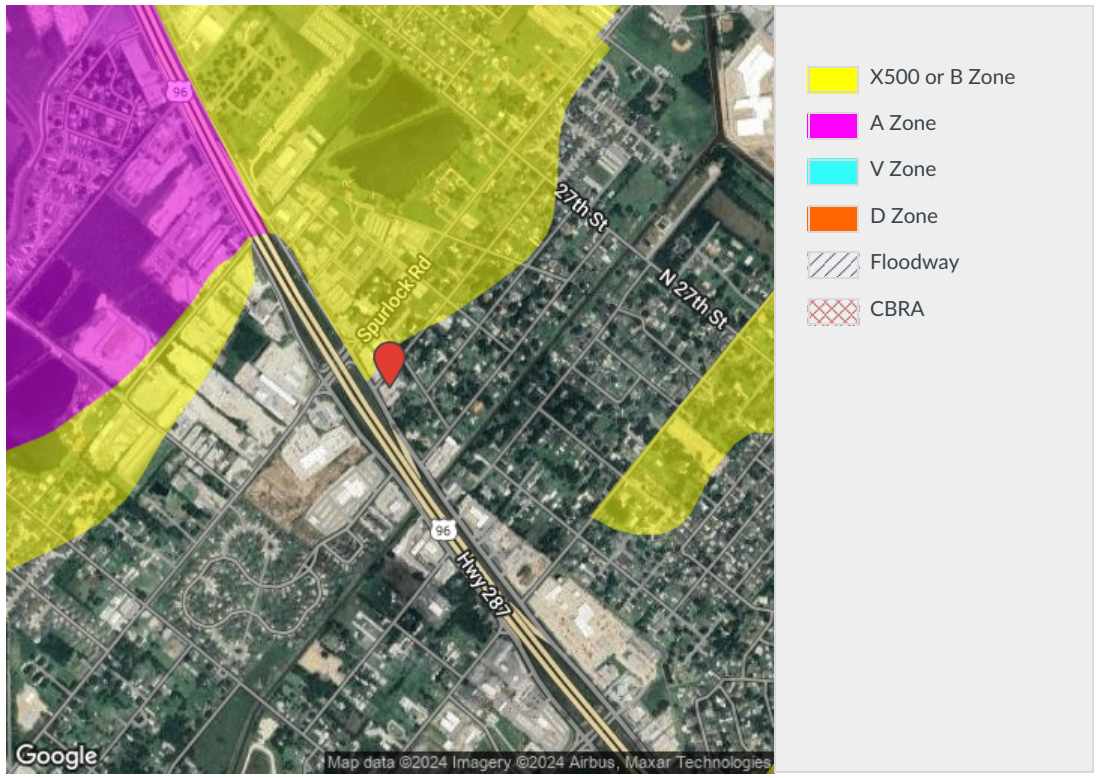 96
27th St
N 27th St
Spurlock Rd
96
Hwy 287
Google
Map data ©2024 Imagery ©2024 Airbus, Maxar Technologies
X500 or B Zone
A Zone
V Zone
D Zone
Floodway
CBRA